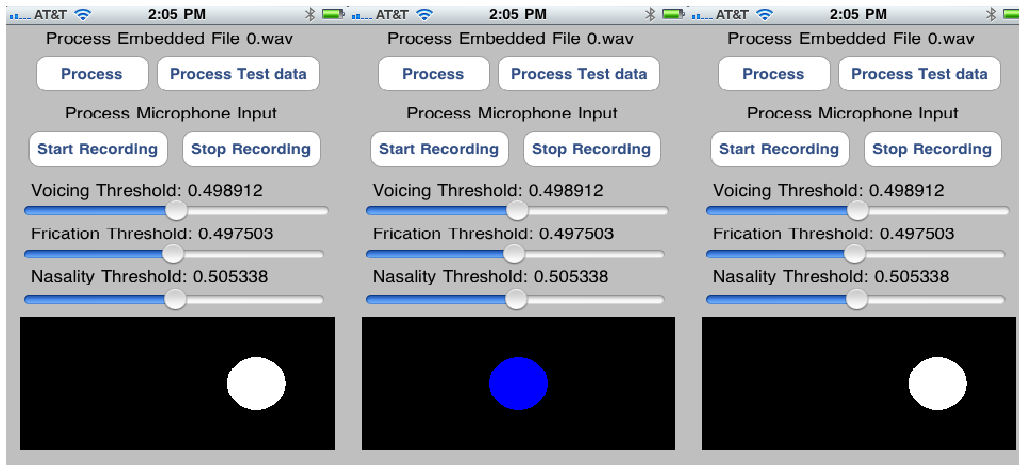 AT&T 2:05 PM
Process Embedded File 0.wav
Process Process Test data
Process Microphone Input
Start Recording Stop Recording
Voicing Threshold: 0.498912
Frication Threshold: 0.497503
Nasality Threshold: 0.505338
AT&T 2:05 PM
Process Embedded File 0.wav
Process Process Test data
Process Microphone Input
Start Recording Stop Recording
Voicing Threshold: 0.498912
Frication Threshold: 0.497503
Nasality Threshold: 0.505338
AT&T 2:05 PM
Process Embedded File 0.wav
Process Process Test data
Process Microphone Input
Start Recording Stop Recording
Voicing Threshold: 0.498912
Frication Threshold: 0.497503
Nasality Threshold: 0.505338